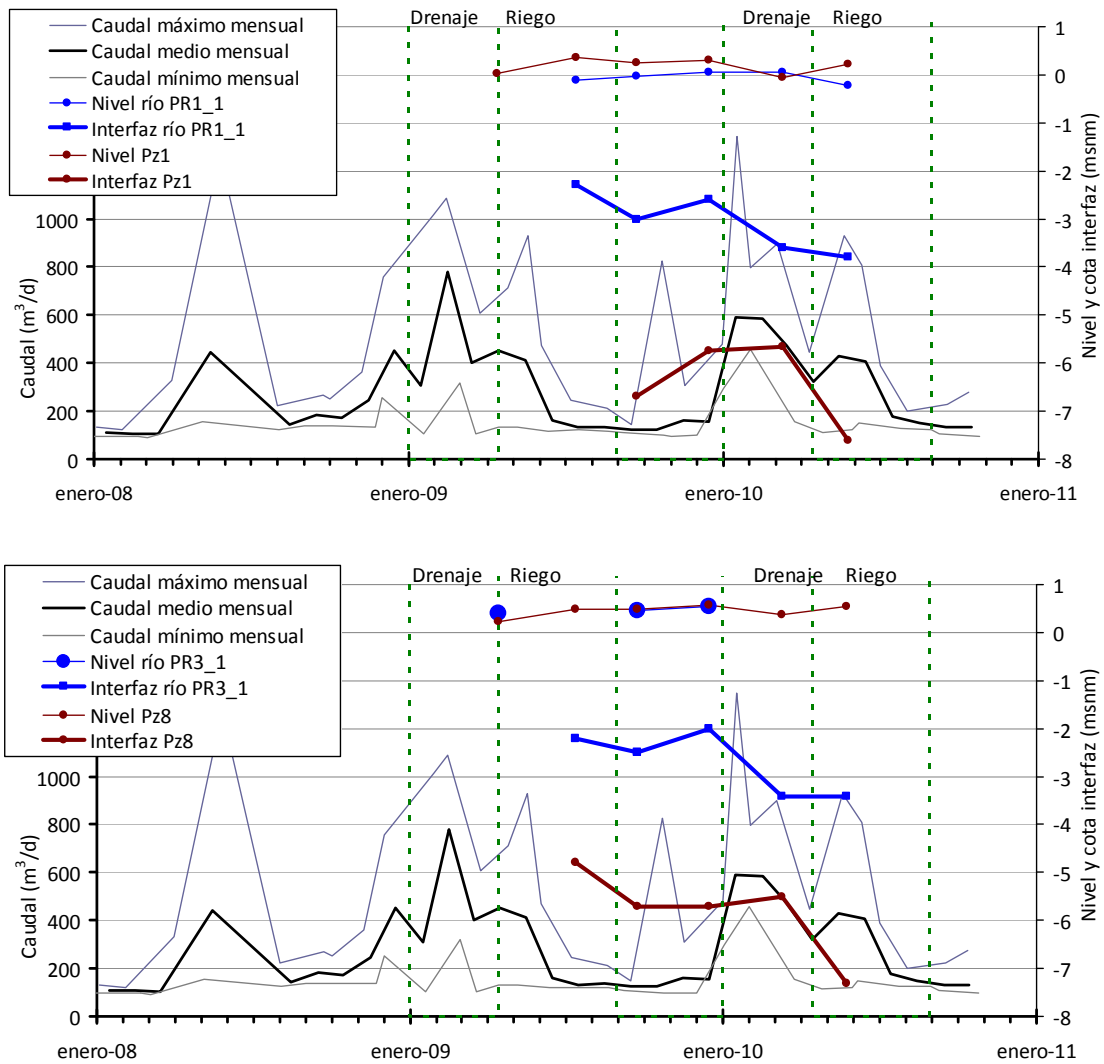 Drenaje Riego Drenaje Riego
Caudal máximo mensual
Caudal medio mensual
Caudal mínimo mensual
Nivel río PR1_1
Interfaz río PR1_1
Nivel Pz1
Interfaz Pz1
1
0
-1
-2
-3
-4
-5
-6
-7
-8
Nivel y cota interfaz (msnm)
1000
800
600
400
200
0
Caudal (m³/d)
enero-08 enero-09 enero-10 enero-11
Drenaje Riego Drenaje Riego
Caudal máximo mensual
Caudal medio mensual
Caudal mínimo mensual
Nivel río PR3_1
Interfaz río PR3_1
Nivel Pz8
Interfaz Pz8
1
0
-1
-2
-3
-4
-5
-6
-7
-8
Nivel y cota interfaz (msnm)
1000
800
600
400
200
0
Caudal (m³/d)
enero-08 enero-09 enero-10 enero-11